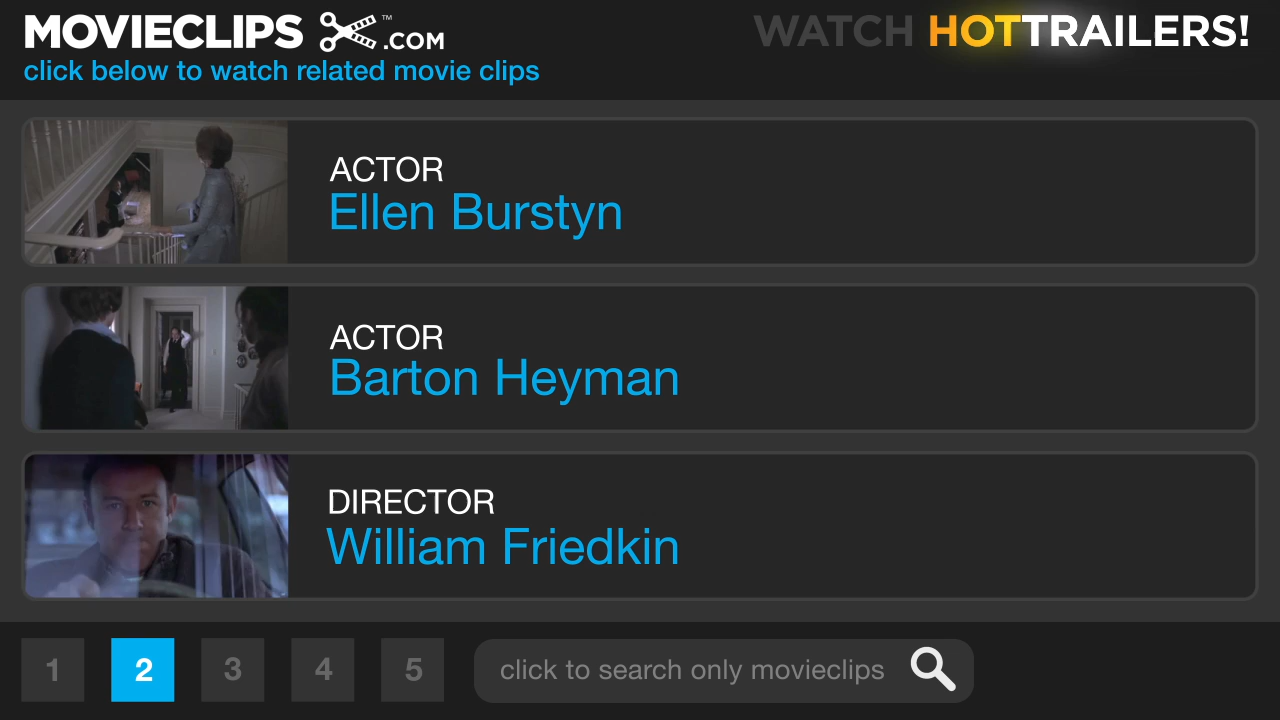 MOVIECLIPS ™ .COM
WATCH HOTTRAILERS!
click below to watch related movie clips
ACTOR
Ellen Burstyn
ACTOR
Barton Heyman
DIRECTOR
William Friedkin
1 2 3 4 5
click to search only movieclips